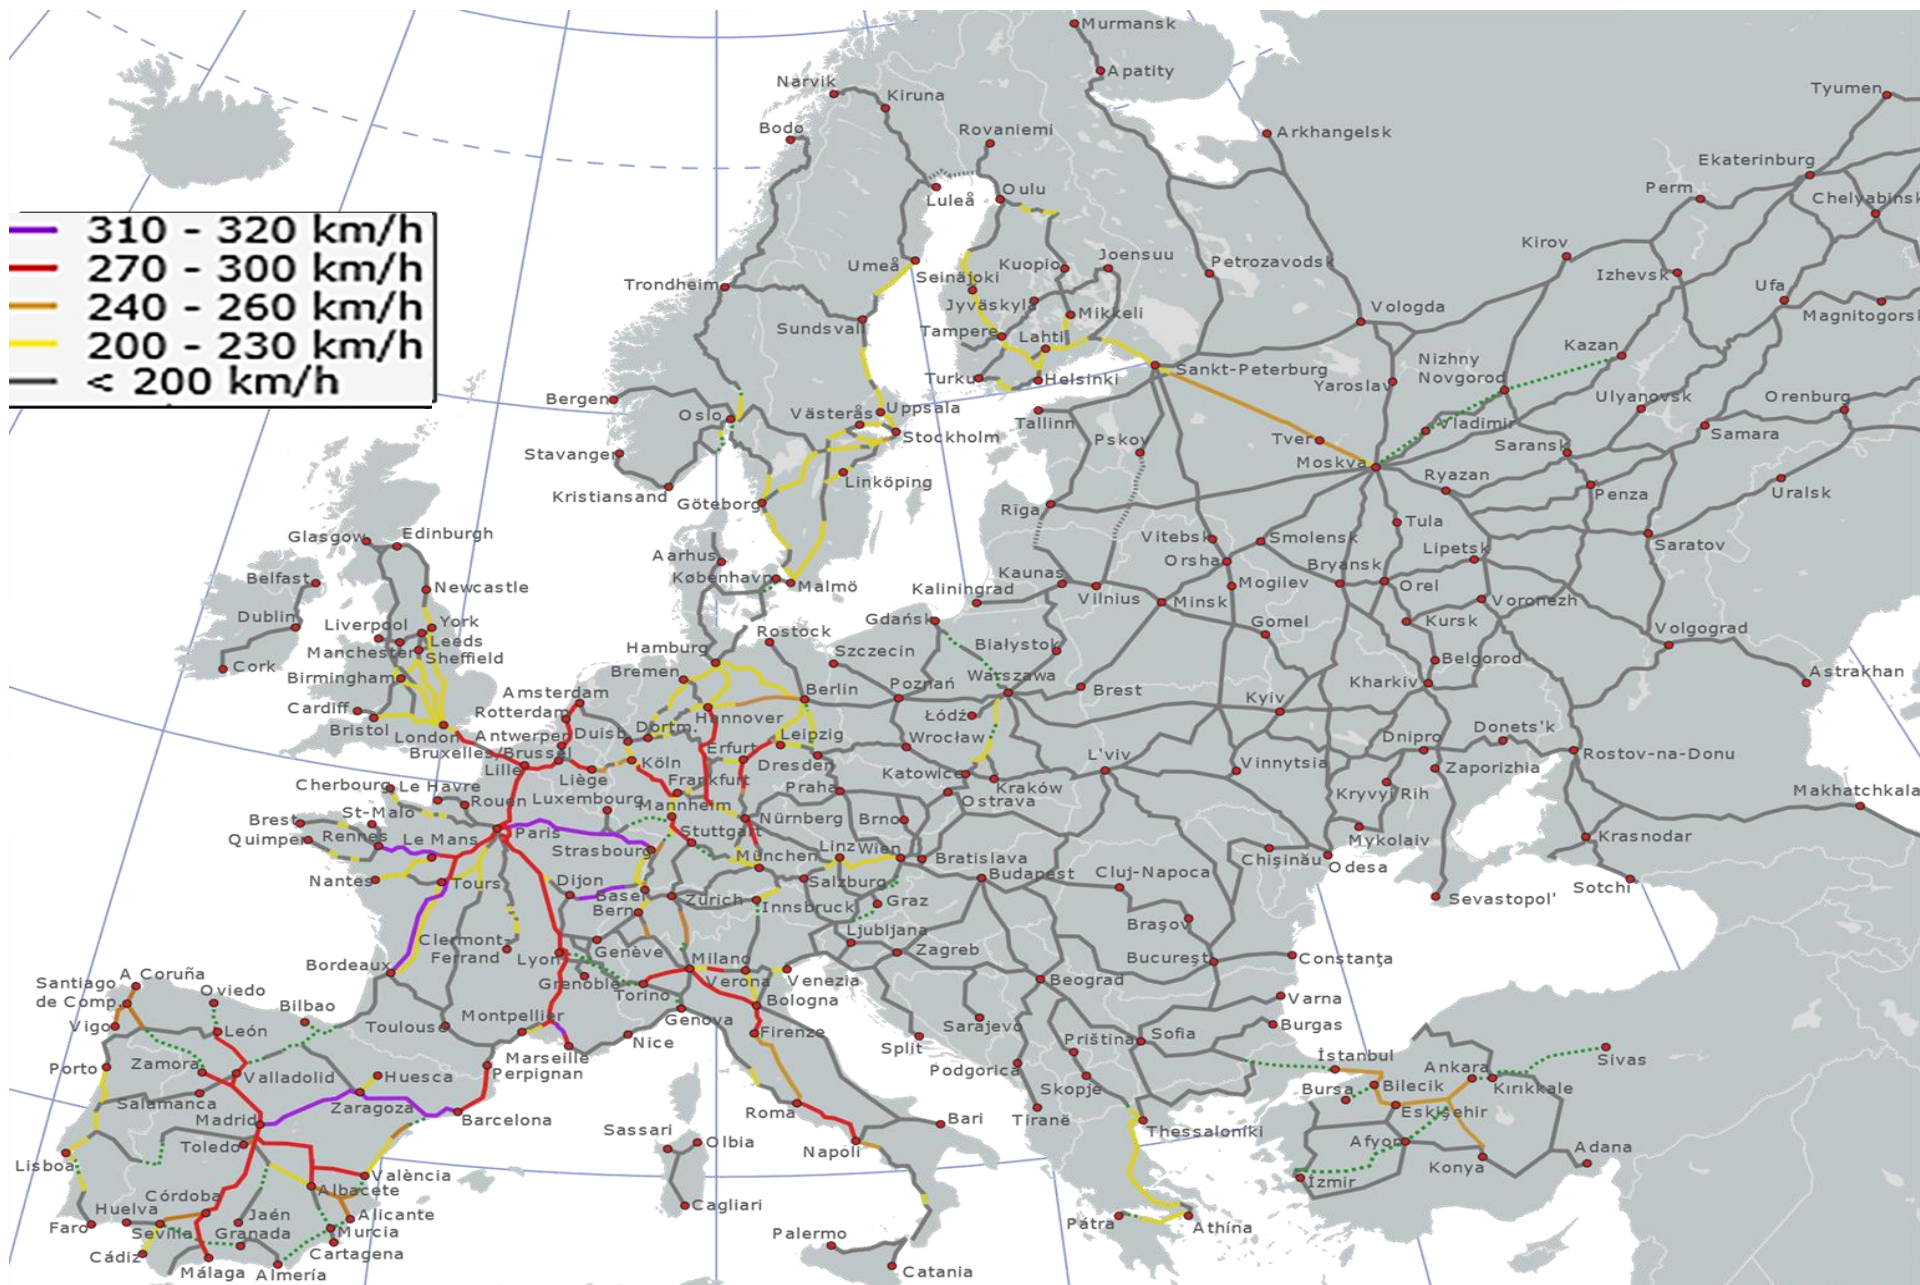 Murmansk
Apatity
Narvik
Kiruna
Tyumen
Bodø
Rovaniemi
Arkhangelsk
Ekaterinburg
Perm
Chelyabinsk
Oulu
Luleå
310 - 320 km/h
270 - 300 km/h
240 - 260 km/h
200 - 230 km/h
< 200 km/h
Kirov
Umeå
Seinäjoki
Kuopio
Joensuu
Petrozavodsk
Izhevsk
Ufa
Trondheim
Jyväskylä
Mikkeli
Vologda
Magnitogorsk
Sundsvall
Tampere
Lahti
Kazan
Nizhny
Novgorod
Turku
Helsinki
Sankt-Peterburg
Yaroslav
Ulyanovsk
Orenburg
Bergen
Oslo
Västerås
Uppsala
Stockholm
Tallinn
Pskov
Tver
Vladimir
Saransk
Samara
Stavanger
Moskva
Ryazan
Kristiansand
Göteborg
Linköping
Penza
Uralsk
Rīga
Tula
Glasgow
Edinburgh
Aarhus
Vitebsk
Smolensk
Lipetsk
Saratov
Belfast
Newcastle
København
Malmö
Kaliningrad
Kaunas
Vilnius
Orsha
Mogilev
Minsk
Bryansk
Orel
Voronezh
Dublin
Liverpool
York
Leeds
Manchester
Sheffield
Gdańsk
Gomel
Kursk
Volgograd
Cork
Birmingham
Hamburg
Rostock
Szczecin
Białystok
Belgorod
Astrakhan
Bremen
Berlin
Poznań
Warszawa
Brest
Kyiv
Kharkiv
Cardiff
Bristol
London
Amsterdam
Rotterdam
Antwerpen
Duisb.
Dortm.
Hannover
Leipzig
Łódź
Wrocław
Dnipro
Donets'k
Rostov-na-Donu
Bruxelles/Brussel
Lille
Liège
Köln
Erfurt
Dresden
Katowice
Kraków
L'viv
Vinnytsia
Zaporizhia
Cherbourg
Le Havre
Rouen
Luxembourg
Frankfurt
Mannheim
Praha
Ostrava
Kryvyi Rih
Makhatchkala
Brest
St-Malo
Quimper
Rennes
Le Mans
Paris
Strasbourg
Stuttgart
Nürnberg
Brno
Mykolaiv
Krasnodar
Nantes
Tours
Dijon
Basel
Bern
Zürich
München
Linz
Wien
Bratislava
Salzburg
Innsbruck
Graz
Budapest
Cluj-Napoca
Chișinău
Odesa
Sotchi
Sevastopol'
Clermont-
Ferrand
Lyon
Genève
Milano
Ljubljana
Zagreb
Brașov
București
Constanța
Bordeaux
Grenoble
Torino
Verona
Venezia
Bologna
Beograd
Santiago
de Comp.
A Coruña
Oviedo
Bilbao
Vigo
León
Toulouse
Montpellier
Marseille
Nice
Genova
Firenze
Split
Sarajevo
Priština
Sofia
Varna
Burgas
Porto
Zamora
Valladolid
Huesca
Perpignan
Podgorica
Skopje
İstanbul
Ankara
Sivas
Salamanca
Zaragoza
Madrid
Barcelona
Roma
Bari
Tiranë
Thessaloníki
Bursa
Bilecik
Eskişehir
Kırıkkale
Lisboa
Toledo
Sassari
Olbia
Napoli
Afyon
Konya
Adana
València
Albacete
Cagliari
İzmir
Faro
Huelva
Córdoba
Sevilla
Jaén
Granada
Alicante
Murcia
Cartagena
Palermo
Pátra
Athína
Cádiz
Málaga
Almería
Catania